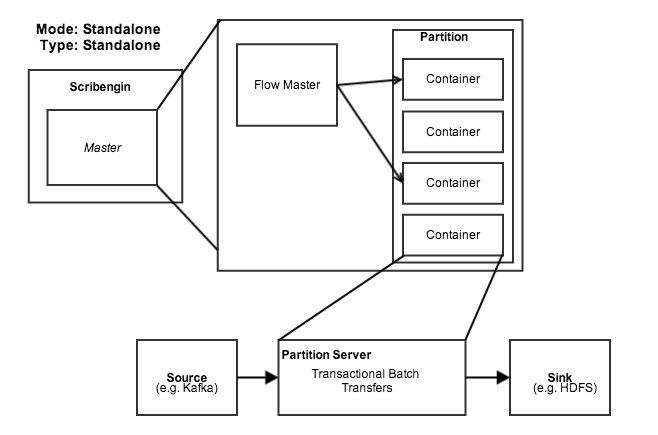 Mode: Standalone
Type: Standalone
Scribengin
Master
Flow Master
Partition
Container
Container
Container
Container
Source
(e.g. Kafka)
Partition Server
Transactional Batch
Transfers
Sink
(e.g. HDFS)